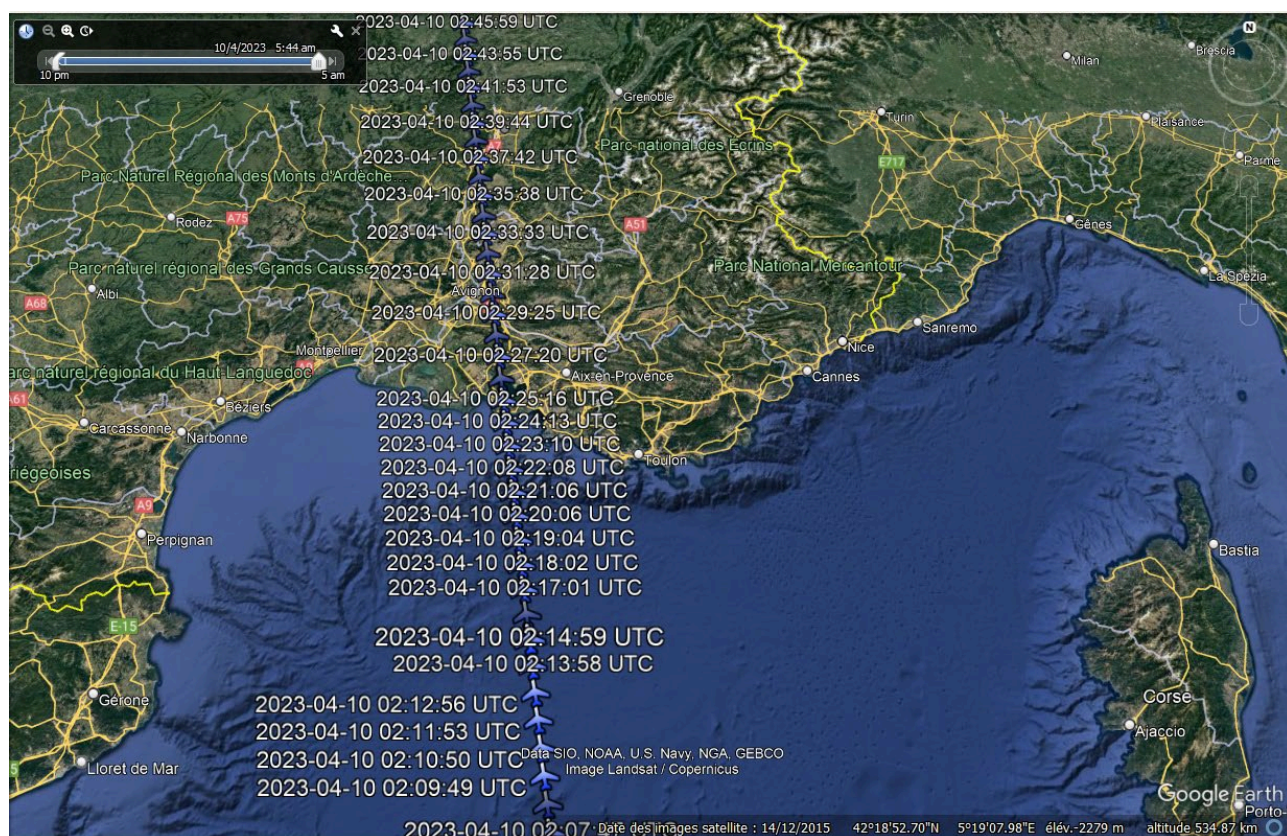 2023-04-10 02:45:59 UTC
10/4/2023 5:44 am
10 pm
5 am
N
2023-04-10 02:43:55 UTC
Brescia
Milan
2023-04-10 02:41:53 UTC
Grenoble
2023-04-10 02:39:44 UTC
Turin
Plaisance
A7
Parc national des Écrins
2023-04-10 02:37:42 UTC
E717
Parme
Parc Naturel Régional des Monts d'Ardèche ...
2023-04-10 02:35:38 UTC
Rodez
A75
A51
Gênes
2023-04-10 02:33:33 UTC
Parc naturel régional des Grands Causse
2023-04-10 02:31:28 UTC
Parc National Mercantour
La Spézia
Albi
Avignon
A68
2023-04-10 02:29:25 UTC
Sanremo
Nice
Montpellier
2023-04-10 02:27:20 UTC
A9
arc naturel régional du Haut-Languedoc
Aix-en-Provence
Cannes
A61
Béziers
2023-04-10 02:25:16 UTC
Carcassonne
2023-04-10 02:24:13 UTC
Narbonne
2023-04-10 02:23:10 UTC
Toulon
riégeoises
2023-04-10 02:22:08 UTC
2023-04-10 02:21:06 UTC
A9
2023-04-10 02:20:06 UTC
Perpignan
2023-04-10 02:19:04 UTC
Bastia
2023-04-10 02:18:02 UTC
2023-04-10 02:17:01 UTC
E-15
2023-04-10 02:14:59 UTC
2023-04-10 02:13:58 UTC
Gérone
Corse
2023-04-10 02:12:56 UTC
2023-04-10 02:11:53 UTC
Ajaccio
2023-04-10 02:10:50 UTC
Data SIO, NOAA, U.S. Navy, NGA, GEBCO
Lloret de Mar
Image Landsat / Copernicus
2023-04-10 02:09:49 UTC
Google Earth
Porto
2023-04-10 02:07
Date des images satellite : 14/12/2015 42°18'52.70"N 5°19'07.98"E élév.-2279 m altitude 534.87 km